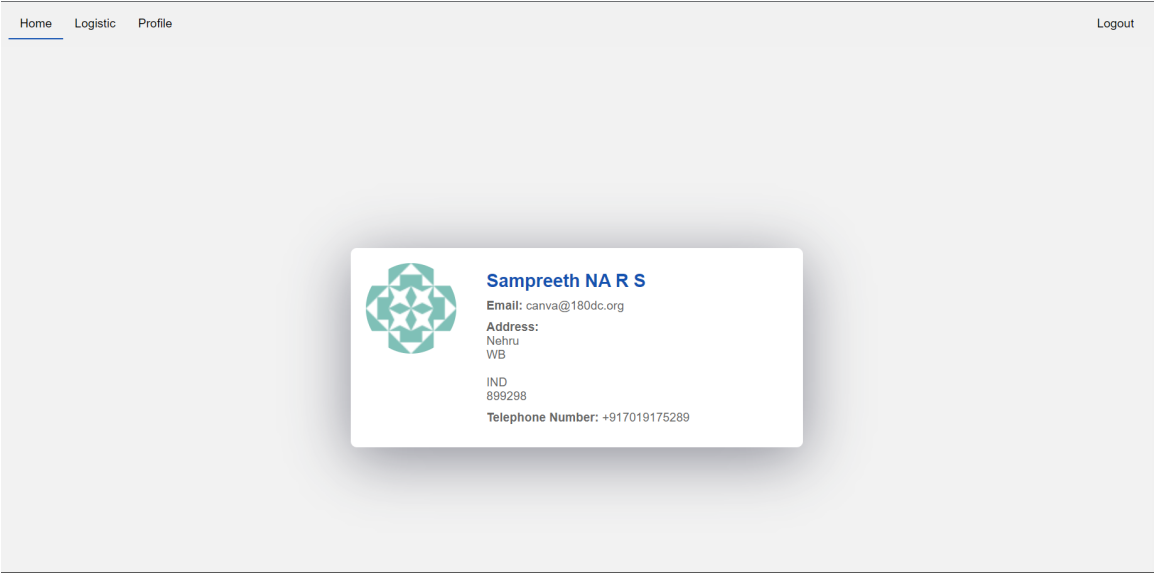 Home Logistic Profile Logout
Sampreeth NA R S
Email: canva@180dc.org
Address:
Nehru
WB
IND
899298
Telephone Number: +917019175289